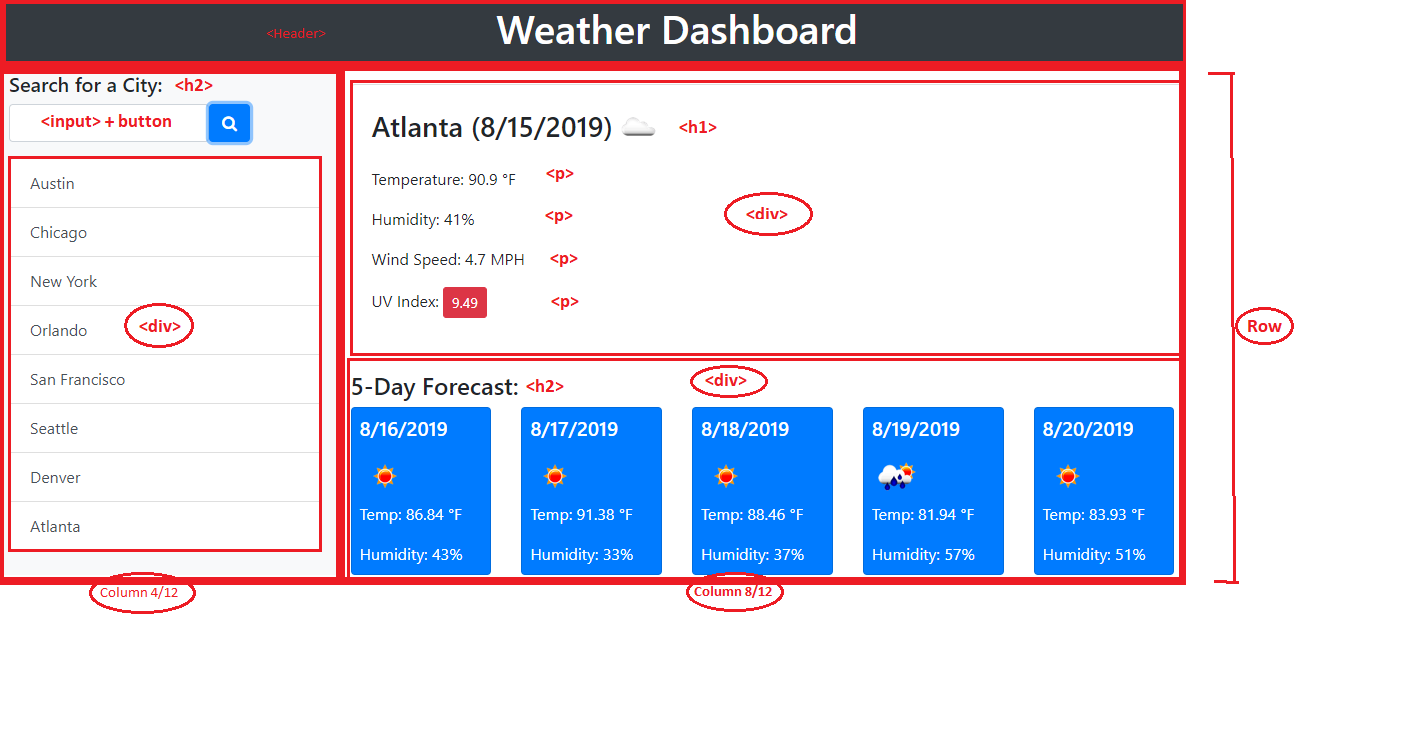 Weather Dashboard
<Header>
Search for a City: <h2>
<input> + button
Austin
Chicago
New York
Orlando
<div>
San Francisco
Seattle
Denver
Atlanta
Column 4/12
Atlanta (8/15/2019) <h1>
Temperature: 90.9 °F <p>
Humidity: 41% <p>
<div>
Wind Speed: 4.7 MPH <p>
UV Index: 9.49 <p>
5-Day Forecast: <h2>
<div>
8/16/2019
Temp: 86.84 °F
Humidity: 43%
8/17/2019
Temp: 91.38 °F
Humidity: 33%
8/18/2019
Temp: 88.46 °F
Humidity: 37%
8/19/2019
Temp: 81.94 °F
Humidity: 57%
8/20/2019
Temp: 83.93 °F
Humidity: 51%
Column 8/12
Row